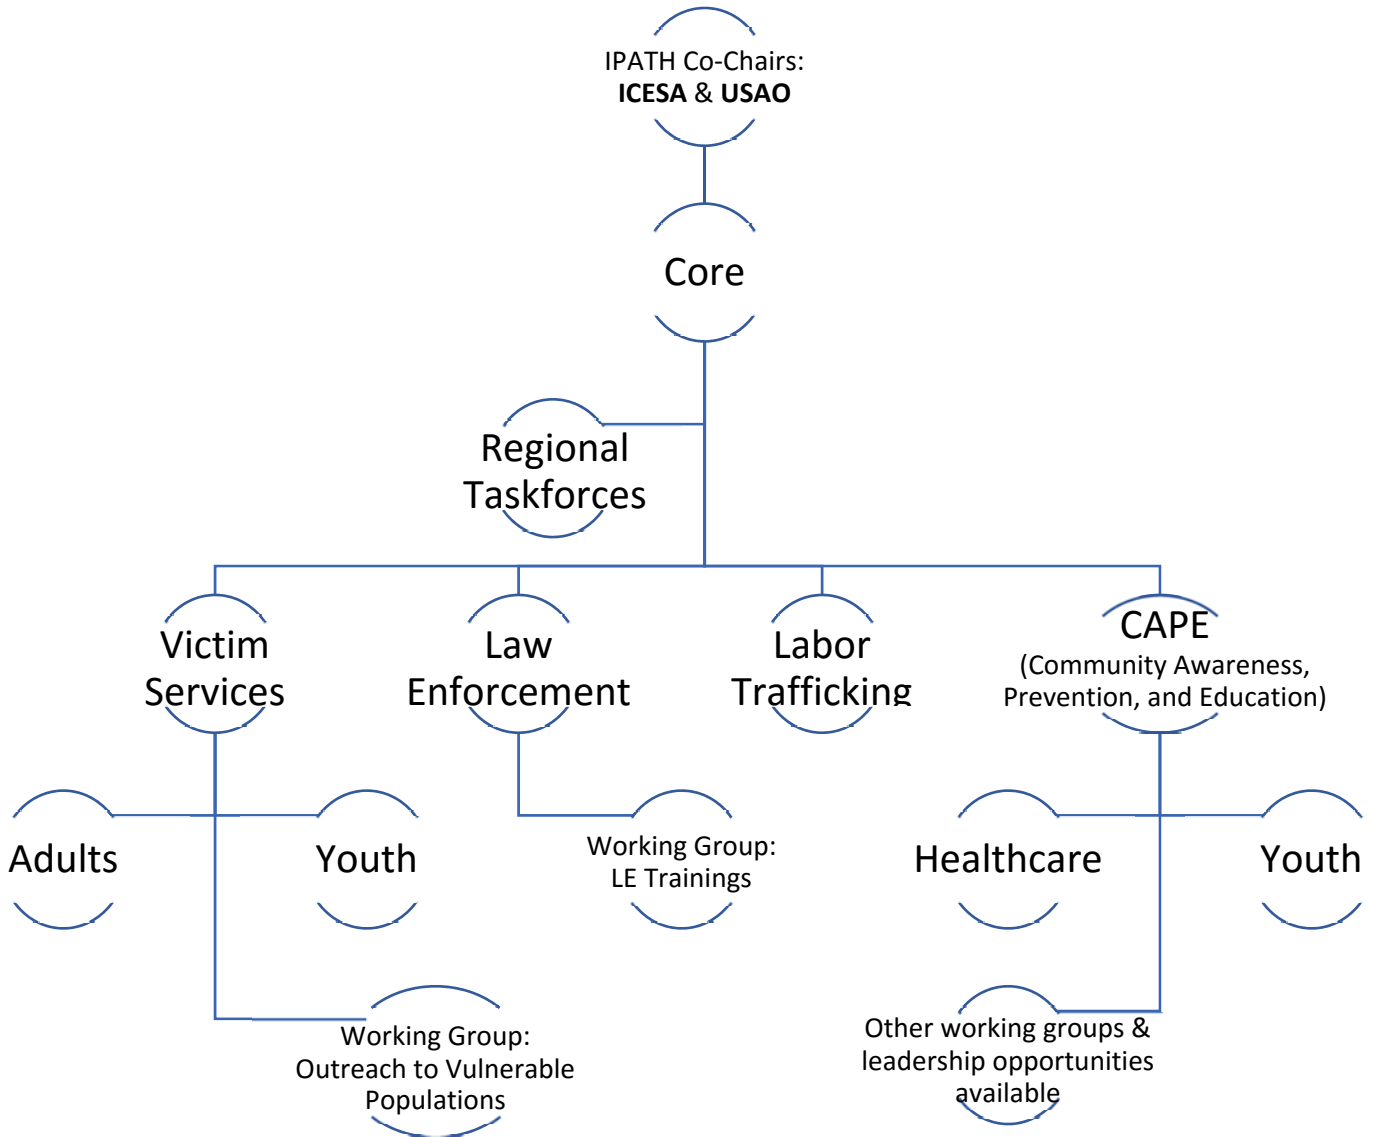 IPATH Co-Chairs:
ICESA & USAO
Core
Regional
Taskforces
Victim
Services
Law
Enforcement
Labor
Trafficking
CAPE
(Community Awareness,
Prevention, and Education)
Adults
Youth
Working Group:
LE Trainings
Healthcare
Youth
Working Group:
Outreach to Vulnerable
Populations
Other working groups &
leadership opportunities
available